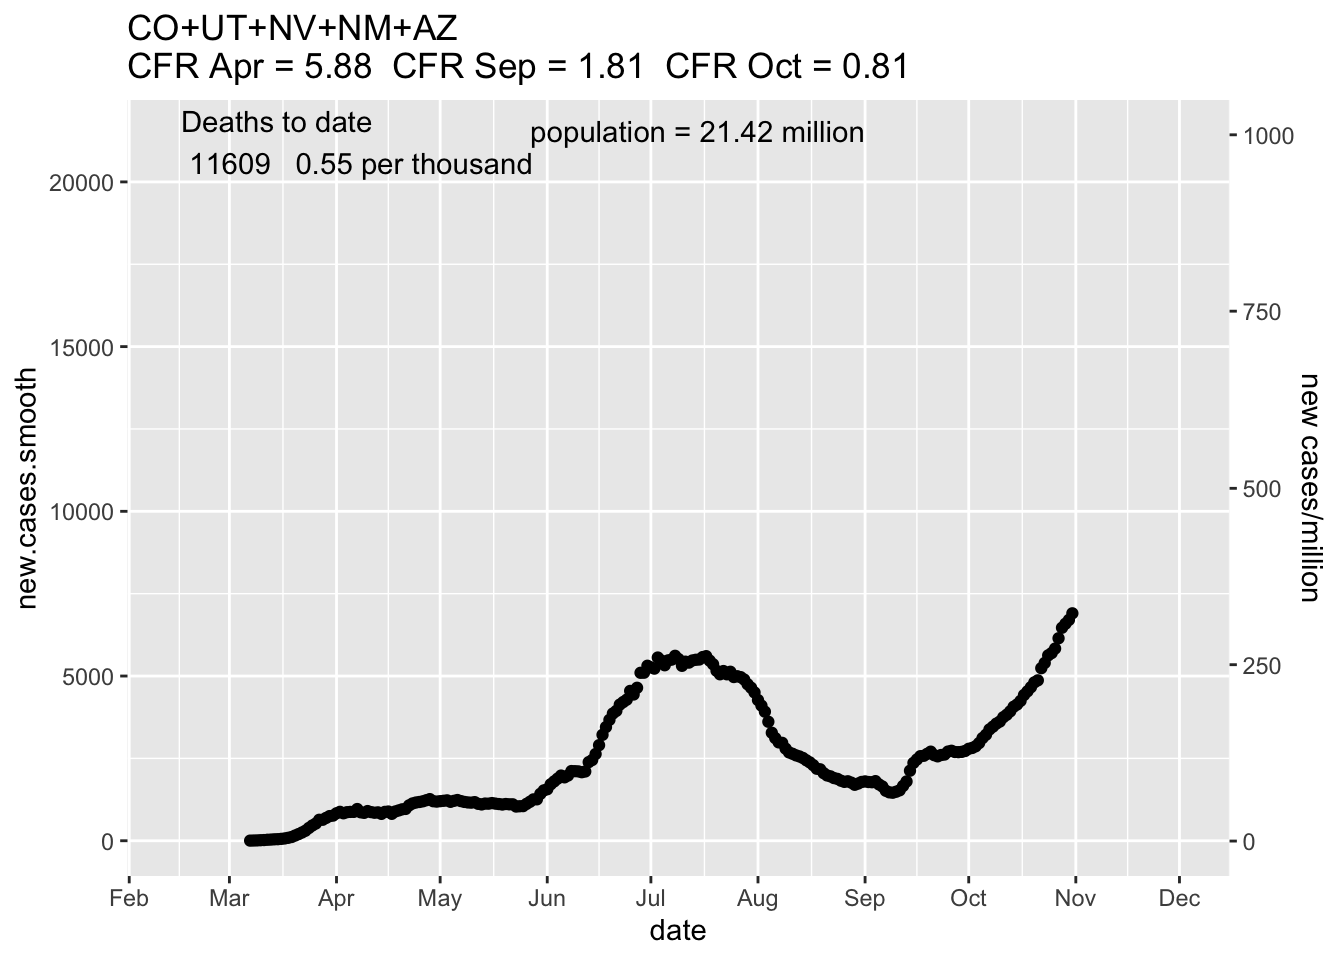 CO+UT+NV+NM+AZ
CFR Apr = 5.88  CFR Sep = 1.81  CFR Oct = 0.81
Deaths to date
population = 21.42 million
11609   0.55 per thousand
20000
15000
10000
5000
0
new.cases.smooth
1000
750
500
250
0
new cases/million
Feb Mar Apr May Jun Jul Aug Sep Oct Nov Dec
date